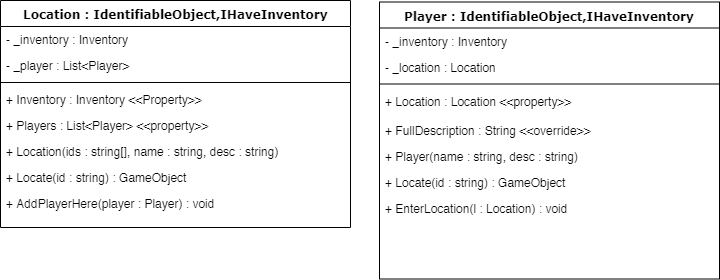 Location : IdentifiableObject,IHaveInventory
- _inventory : Inventory
- _player : List<Player>
+ Inventory : Inventory <<Property>>
+ Players : List<Player> <<property>>
+ Location(ids : string[], name : string, desc : string)
+ Locate(id : string) : GameObject
+ AddPlayerHere(player : Player) : void
Player : IdentifiableObject,IHaveInventory
- _inventory : Inventory
- _location : Location
+ Location : Location <<property>>
+ FullDescription : String <<override>>
+ Player(name : string, desc : string)
+ Locate(id : string) : GameObject
+ EnterLocation(l : Location) : void